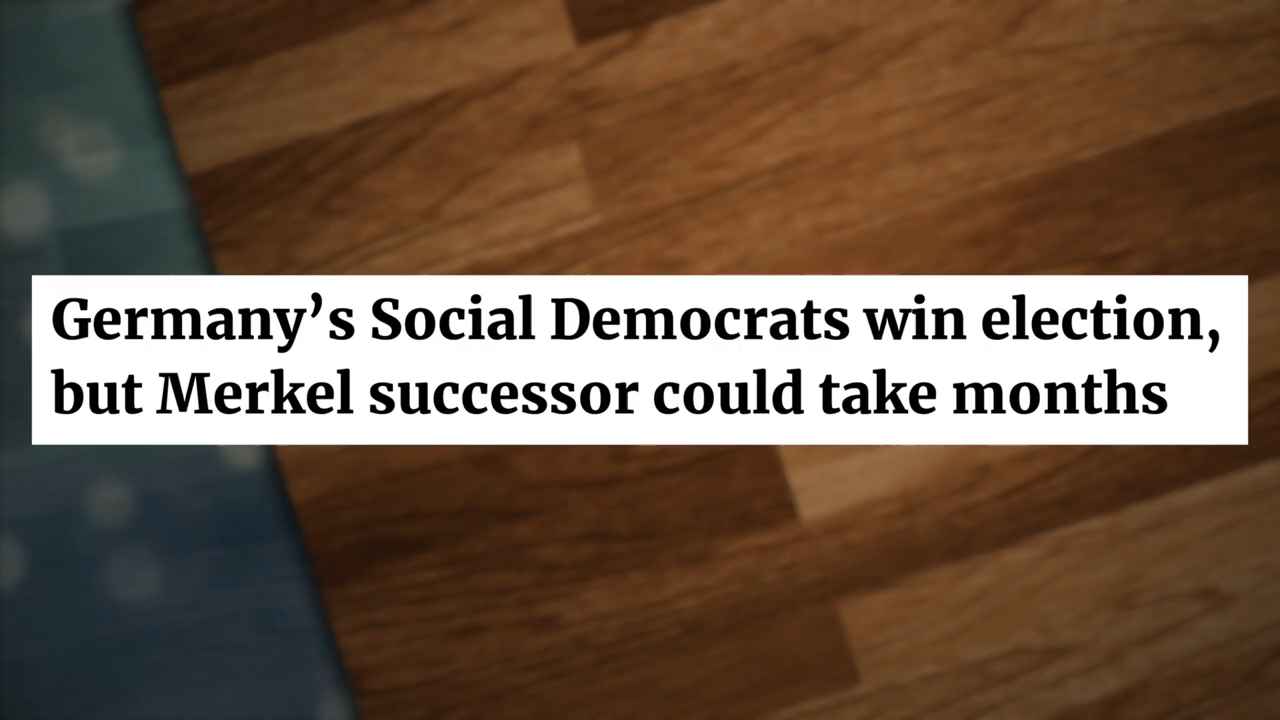 Germany’s Social Democrats win election,
but Merkel successor could take months